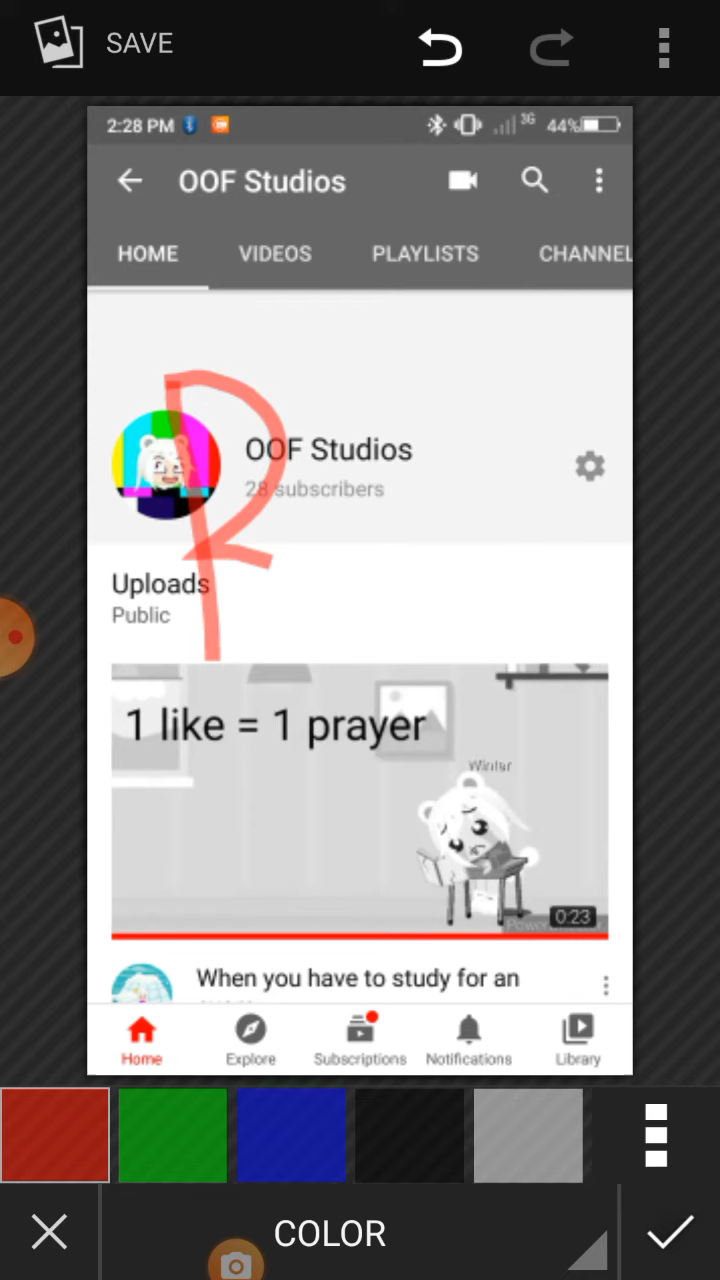 SAVE
2:28 PM 3G 44%
OOF Studios
HOME VIDEOS PLAYLISTS CHANNEL
R
OOF Studios
28 subscribers
Uploads
Public
1 like = 1 prayer
Winter
0:23
When you have to study for an
Home Explore Subscriptions Notifications Library
COLOR